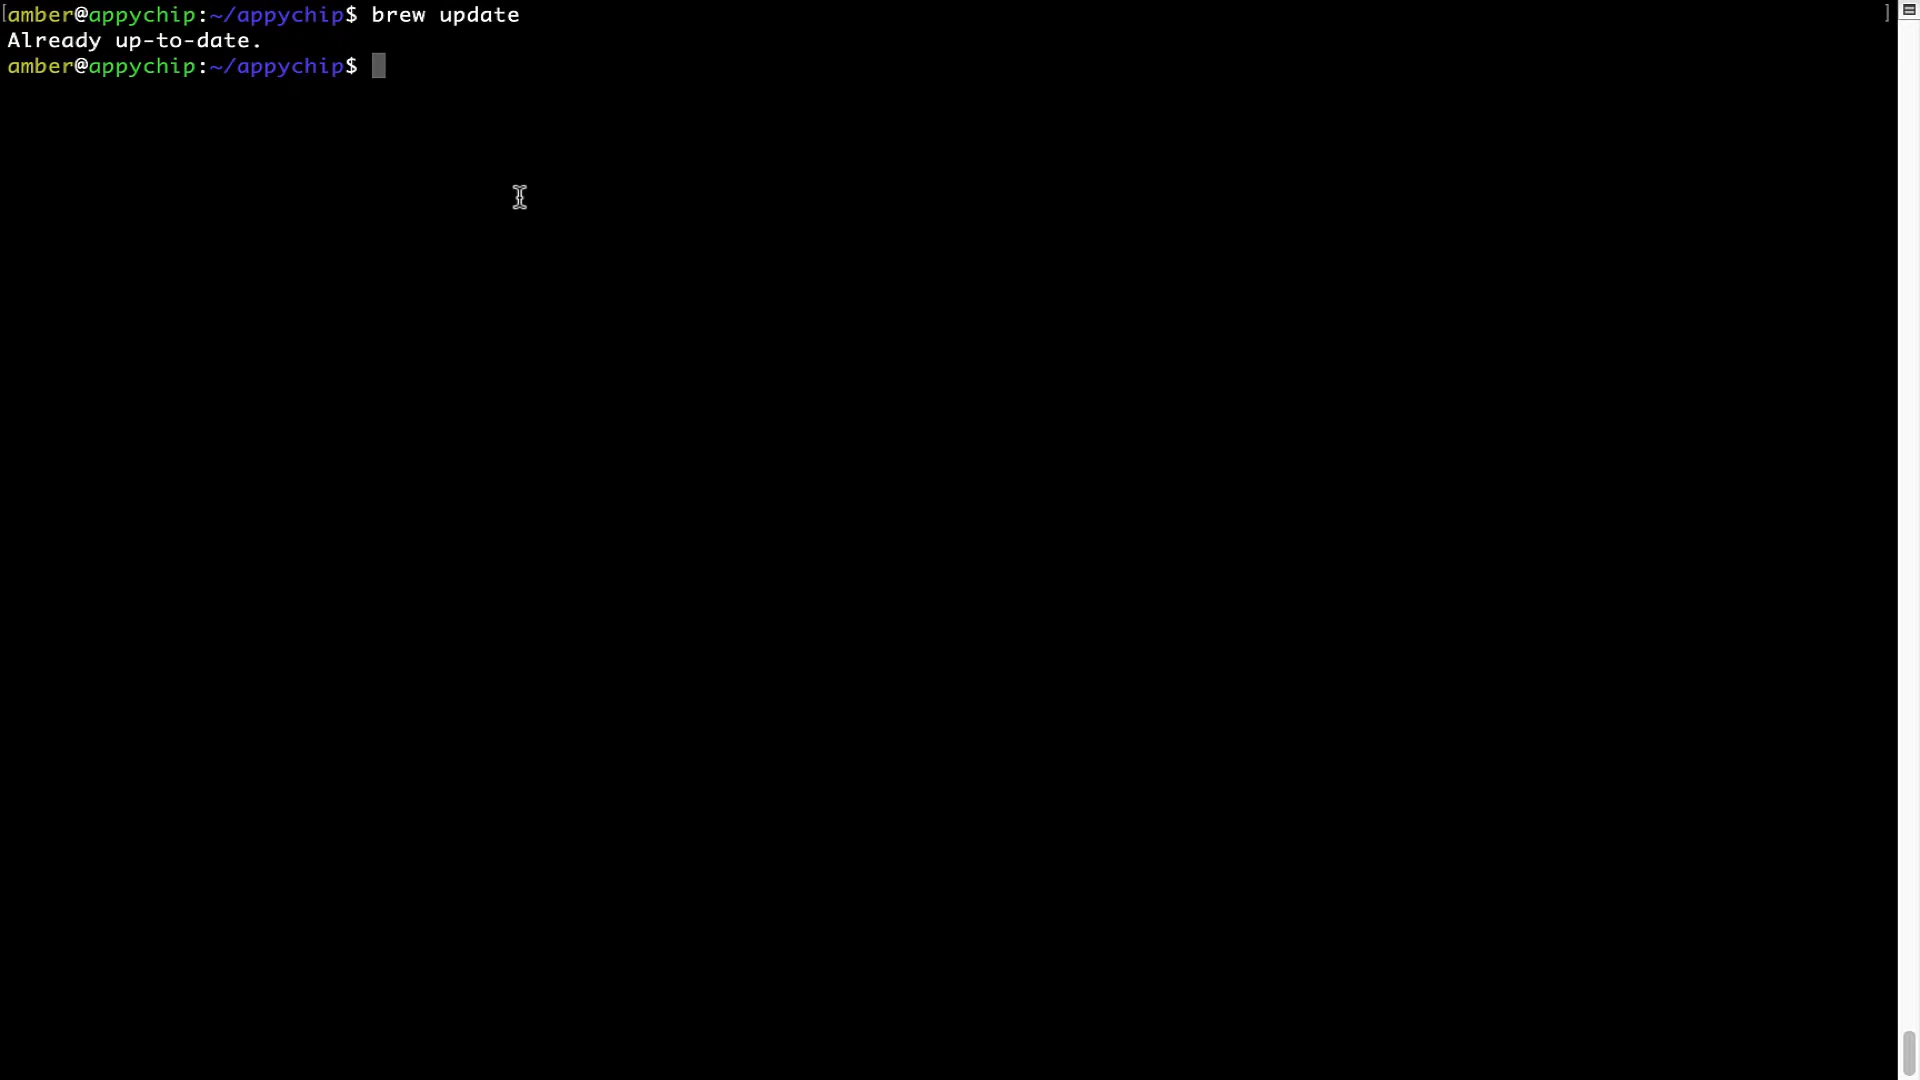 [amber@appychip:~/appychip$ brew update ]
Already up-to-date.
amber@appychip:~/appychip$